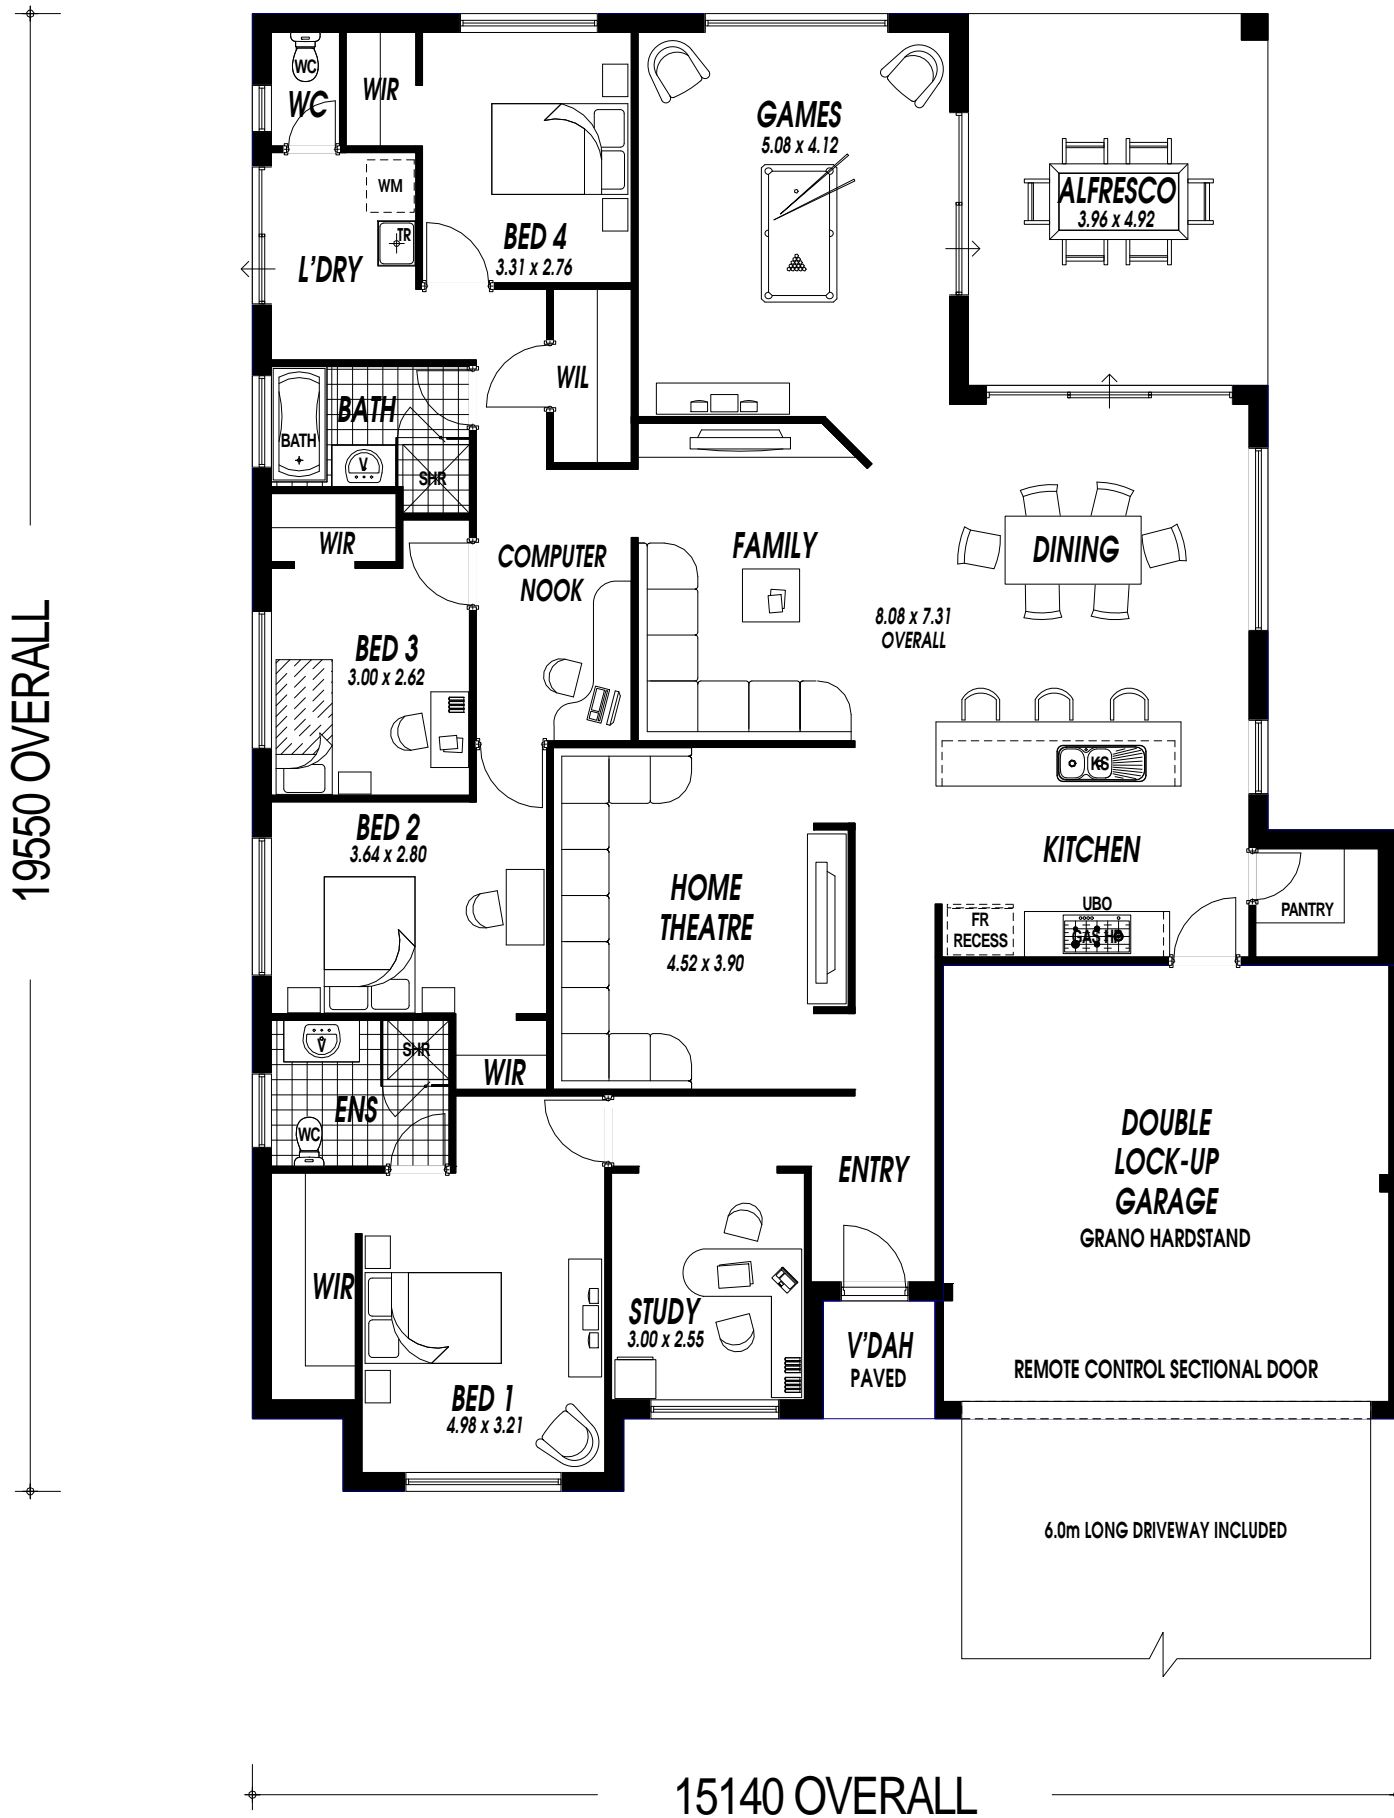 WC
WC
WIR
GAMES
5.08 x 4.12
WM
ALFRESCO
3.96 x 4.92
TR
BED 4
3.31 x 2.76
L'DRY
WIL
BATH
BATH
V
SHR
WIR
COMPUTER
NOOK
FAMILY
DINING
8.08 x 7.31
OVERALL
BED 3
3.00 x 2.62
19550 OVERALL
KS
BED 2
3.64 x 2.80
KITCHEN
HOME
THEATRE
4.52 x 3.90
UBO
FR
RECESS
GAS HP
PANTRY
V
SHR
WIR
ENS
WC
DOUBLE
LOCK-UP
GARAGE
GRANO HARDSTAND
ENTRY
WIR
STUDY
3.00 x 2.55
V'DAH
PAVED
REMOTE CONTROL SECTIONAL DOOR
BED 1
4.98 x 3.21
6.0m LONG DRIVEWAY INCLUDED
15140 OVERALL